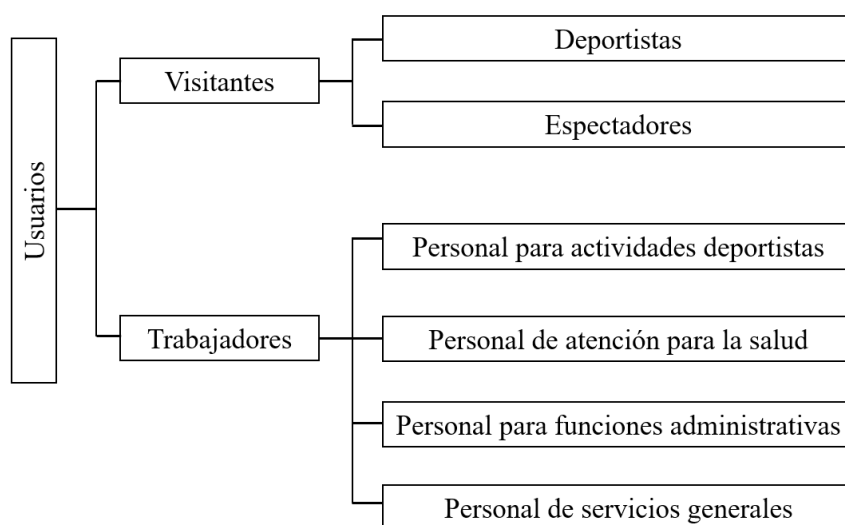 Usuarios
Visitantes
Deportistas
Espectadores
Trabajadores
Personal para actividades deportistas
Personal de atención para la salud
Personal para funciones administrativas
Personal de servicios generales